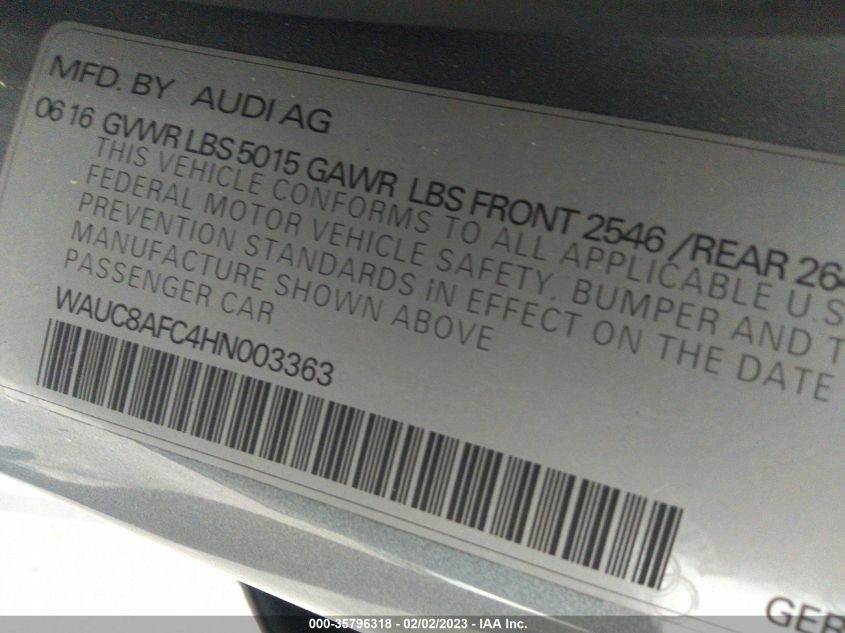 MFD. BY AUDI AG
0616 GVWR LBS 5015 GAWR LBS FRONT 2546 /REAR 264
THIS VEHICLE CONFORMS TO ALL APPLICABLE U S
FEDERAL MOTOR VEHICLE SAFETY, BUMPER AND T
PREVENTION STANDARDS IN EFFECT ON THE DATE
MANUFACTURE SHOWN ABOVE
PASSENGER CAR
WAUC8AFC4HN003363
GER
000-35796318 - 02/02/2023 - IAA Inc.